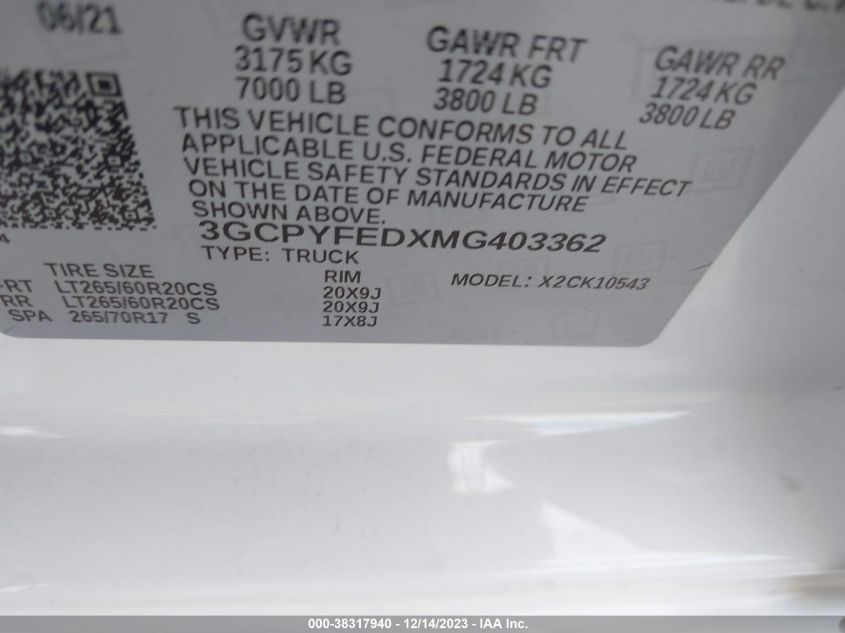 06/21 GVWR GAWR FRT GAWR RR
3175 KG 1724 KG 1724 KG
7000 LB 3800 LB 3800 LB
THIS VEHICLE CONFORMS TO ALL
APPLICABLE U.S. FEDERAL MOTOR
VEHICLE SAFETY STANDARDS IN EFFECT
ON THE DATE OF MANUFACTURE
SHOWN ABOVE.
4 3GCPYFEDXMG403362
TYPE: TRUCK
TIRE SIZE RIM MODEL: X2CK10543
-RT LT265/60R20CS 20X9J
RR LT265/60R20CS 20X9J
SPA 265/70R17 S 17X8J
000-38317940 - 12/14/2023 - IAA Inc.